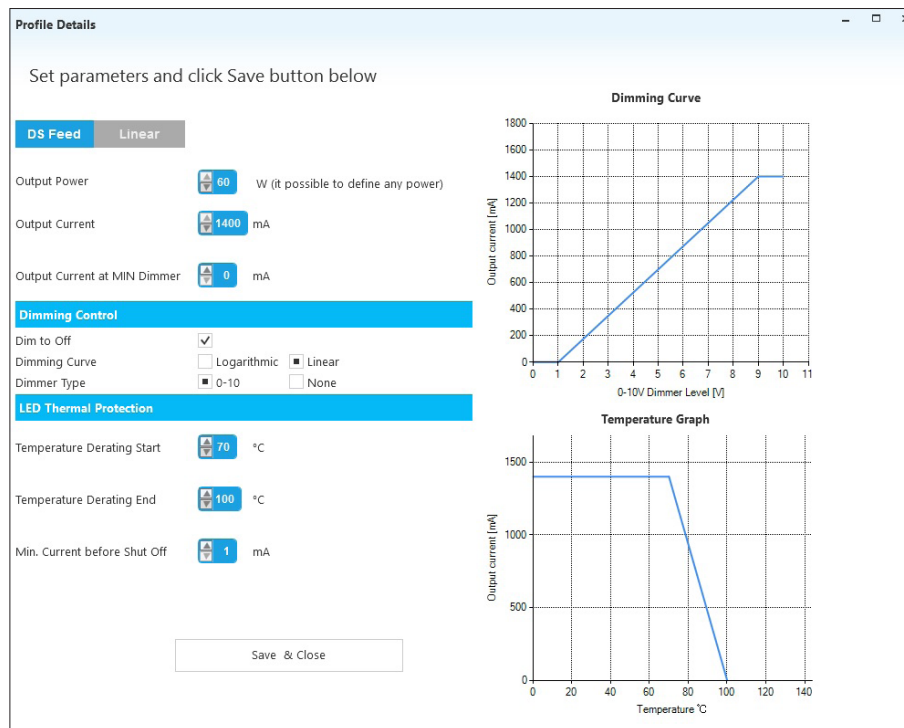 Profile Details
Set parameters and click Save button below
DS Feed Linear
Output Power 60 W (it possible to define any power)
Output Current 1400 mA
Output Current at MIN Dimmer 0 mA
Dimming Control
Dim to Off
Dimming Curve Logarithmic Linear
Dimmer Type 0-10 None
LED Thermal Protection
Temperature Derating Start 70 °C
Temperature Derating End 100 °C
Min. Current before Shut Off 1 mA
Save & Close
Dimming Curve
Output current [mA]
1800
1600
1400
1200
1000
800
600
400
200
0
0 1 2 3 4 5 6 7 8 9 10 11
0-10V Dimmer Level [V]
Temperature Graph
Output current [mA]
1500
1000
500
0
0 20 40 60 80 100 120 140
Temperature °C